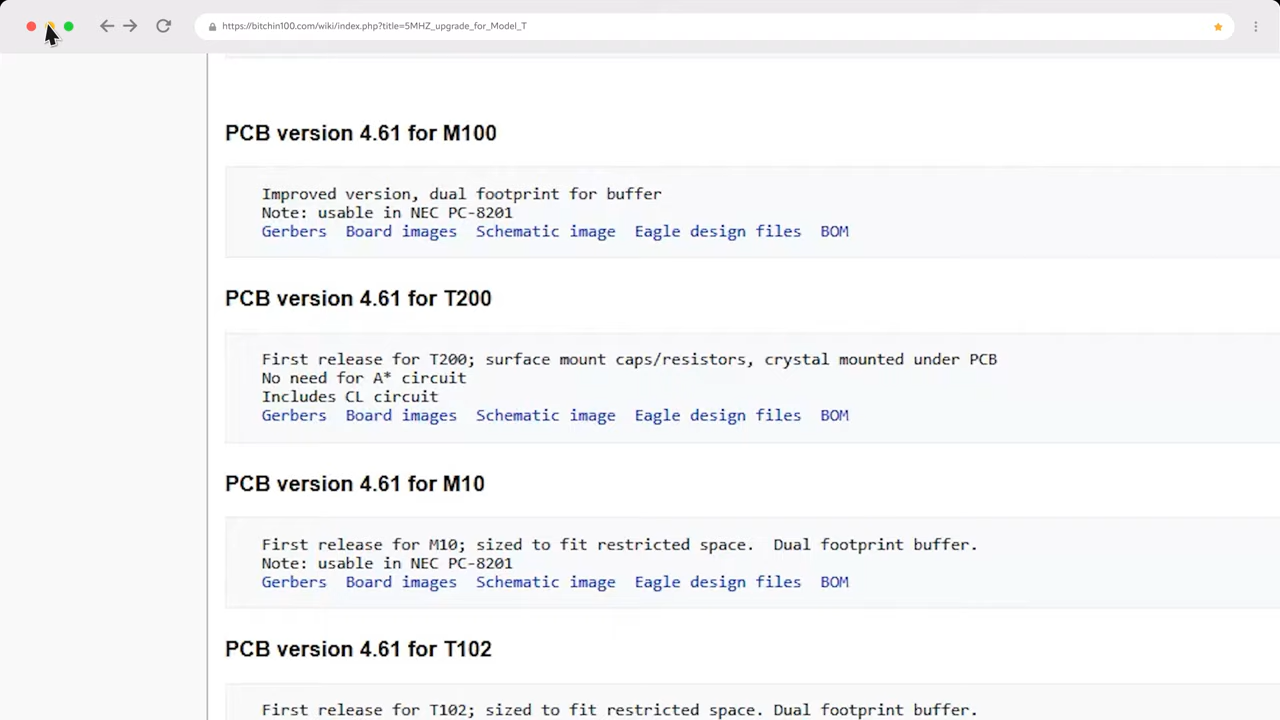 https://bitchin100.com/wiki/index.php?title=5MHZ_upgrade_for_Model_T
PCB version 4.61 for M100
Improved version, dual footprint for buffer
Note: usable in NEC PC-8201
Gerbers Board images Schematic image Eagle design files BOM
PCB version 4.61 for T200
First release for T200; surface mount caps/resistors, crystal mounted under PCB
No need for A* circuit
Includes CL circuit
Gerbers Board images Schematic image Eagle design files BOM
PCB version 4.61 for M10
First release for M10; sized to fit restricted space. Dual footprint buffer.
Note: usable in NEC PC-8201
Gerbers Board images Schematic image Eagle design files BOM
PCB version 4.61 for T102
First release for T102; sized to fit restricted space. Dual footprint buffer.